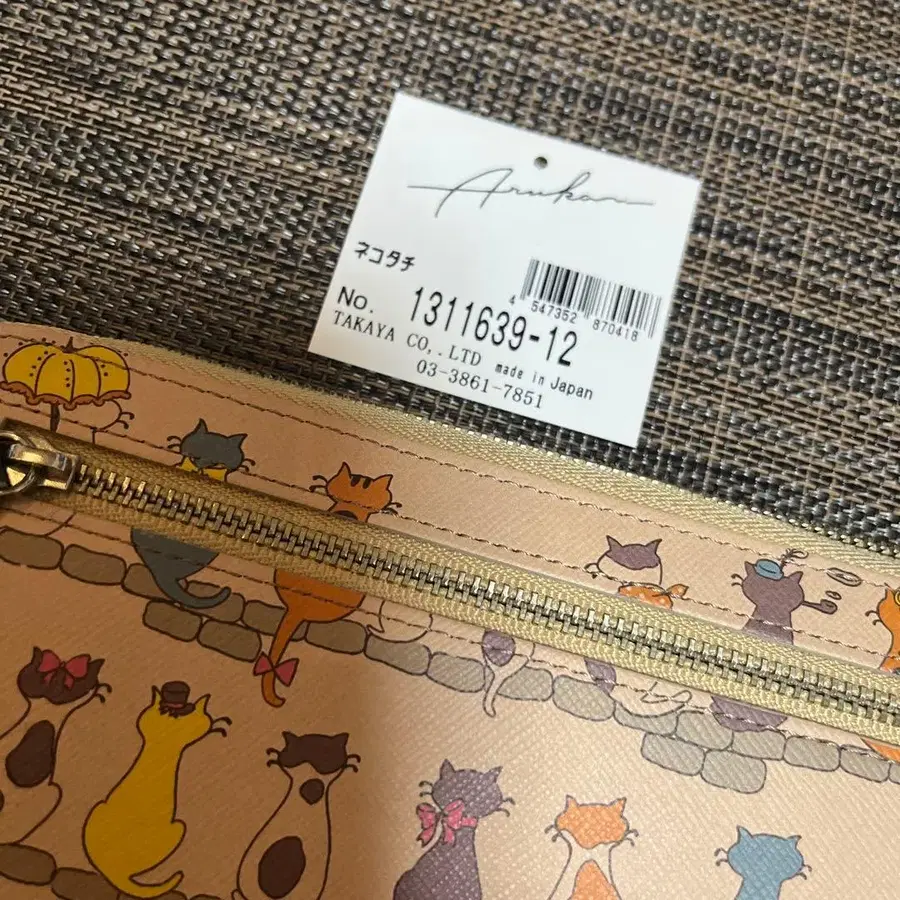 Arukan
ネコタチ
4 547352 870418
No. 1311639-12
TAKAYA CO,.LTD made in Japan
03-3861-7851